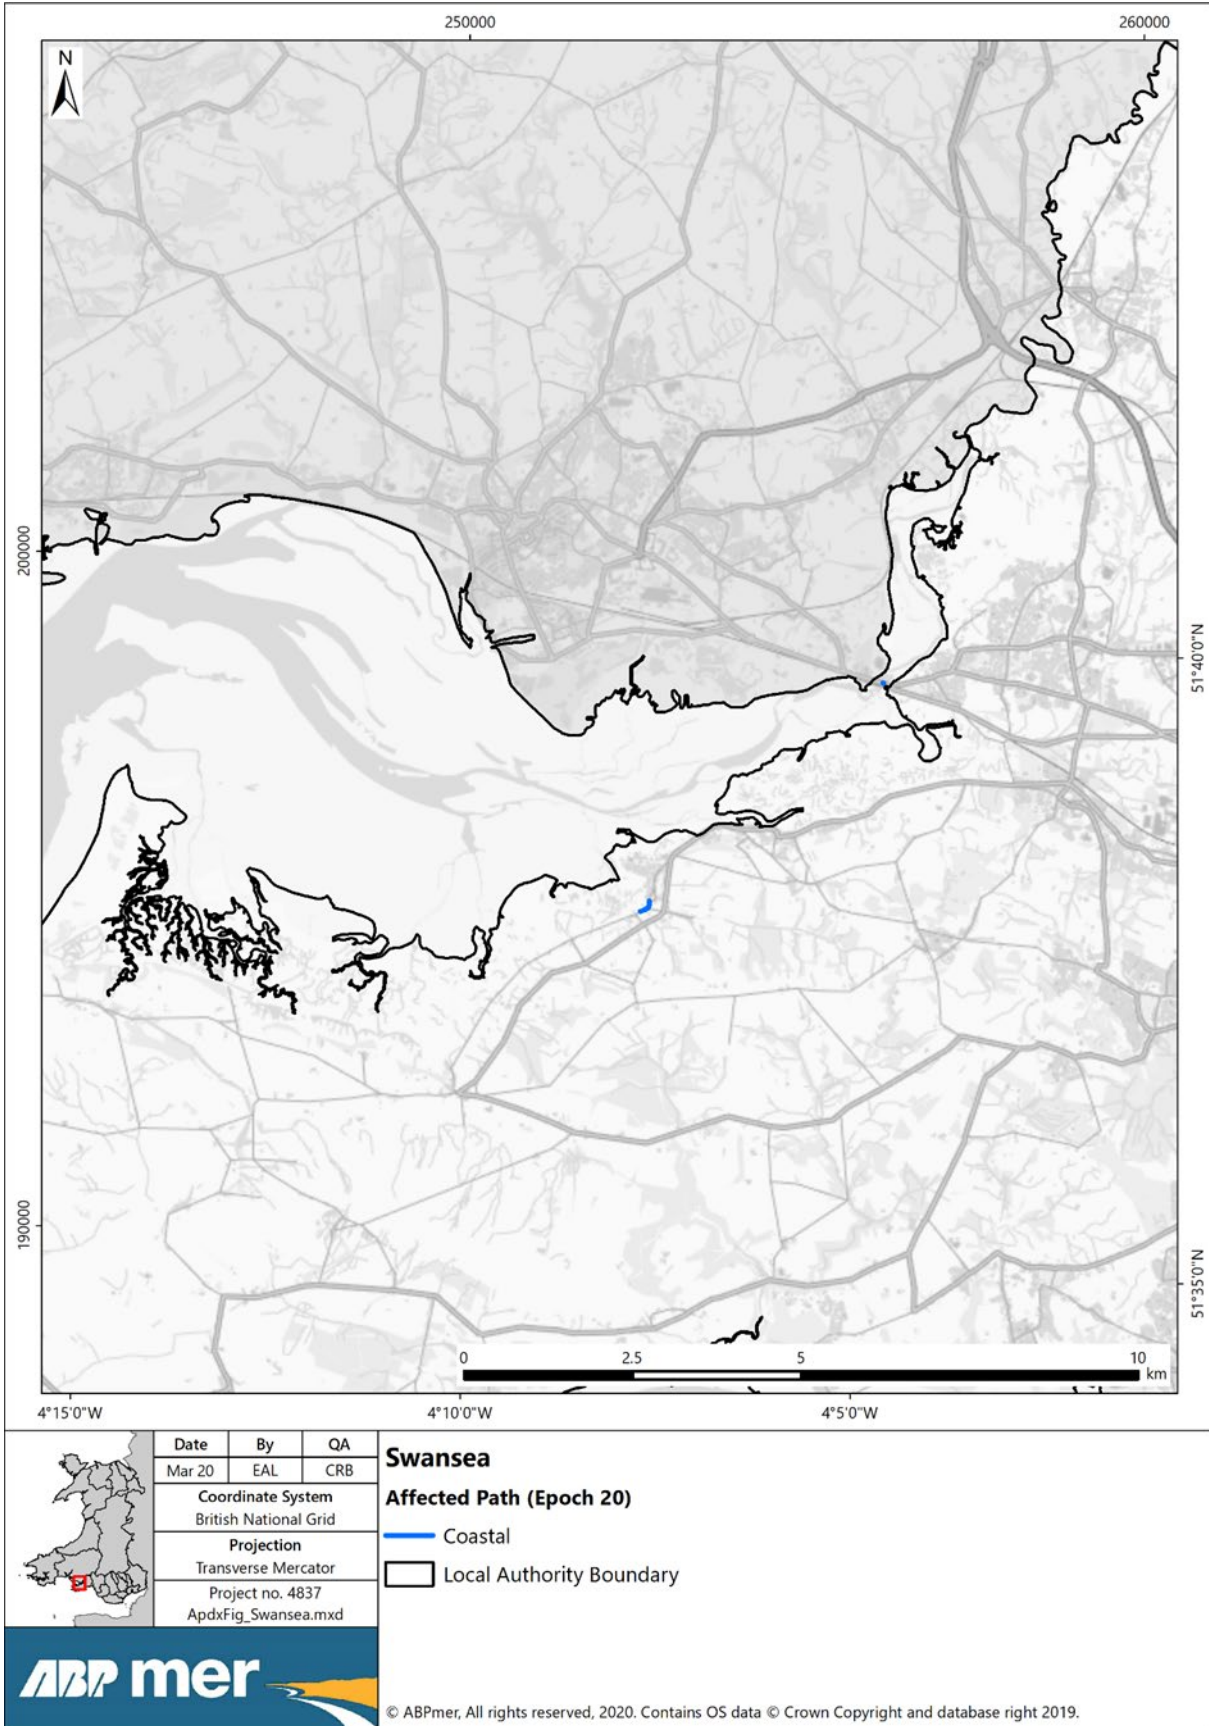 250000
260000
N
200000
51°40'0"N
190000
51°35'0"N
0 2.5 5 10
km
4°15'0"W
4°10'0"W
4°5'0"W
Date By QA
Mar 20 EAL CRB
Coordinate System
British National Grid
Projection
Transverse Mercator
Project no. 4837
ApdxFig_Swansea.mxd
Swansea
Affected Path (Epoch 20)
Coastal
Local Authority Boundary
ABPmer
© ABPmer, All rights reserved, 2020. Contains OS data © Crown Copyright and database right 2019.